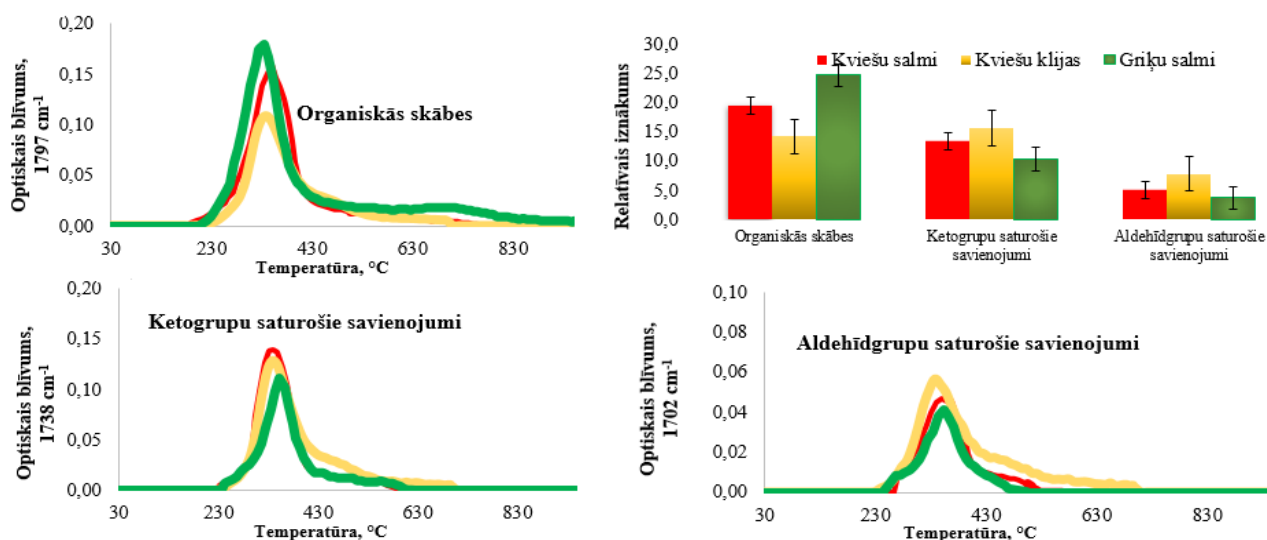 Optiskais blīvums,
1797 cm-1
0,20
0,15
0,10
0,05
0,00
Organiskās skābes
30 230 430 630 830
Temperatūra, °C
Relatīvais iznākums
30,0
25,0
20,0
15,0
10,0
5,0
0,0
Kviešu salmi Kviešu klijas Griķu salmi
Organiskās skābes
Ketogrupu saturošie
savienojumi
Aldehīdgrupu saturošie
savienojumi
Optiskais blīvums,
1738 cm-1
0,20
0,15
0,10
0,05
0,00
Ketogrupu saturošie savienojumi
30 230 430 630 830
Temperatūra, °C
Optiskais blīvums,
1702 cm-1
0,10
0,08
0,06
0,04
0,02
0,00
Aldehīdgrupu saturošie savienojumi
30 230 430 630 830
Temperatūra, °C